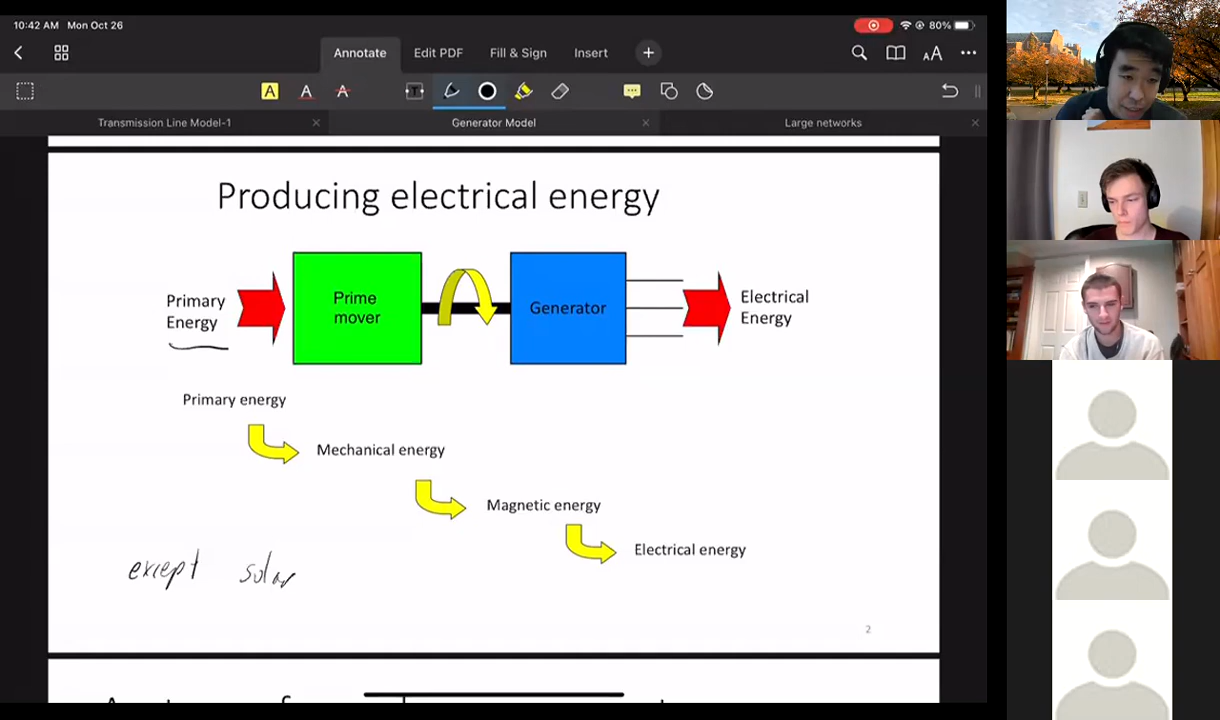 10:42 AM Mon Oct 26
80%
Annotate Edit PDF Fill & Sign Insert +
AA
A A A T
Transmission Line Model-1 × Generator Model × Large networks ×
Producing electrical energy
Primary
Energy
Prime
mover
Generator
Electrical
Energy
Primary energy
Mechanical energy
Magnetic energy
Electrical energy
except solar
2